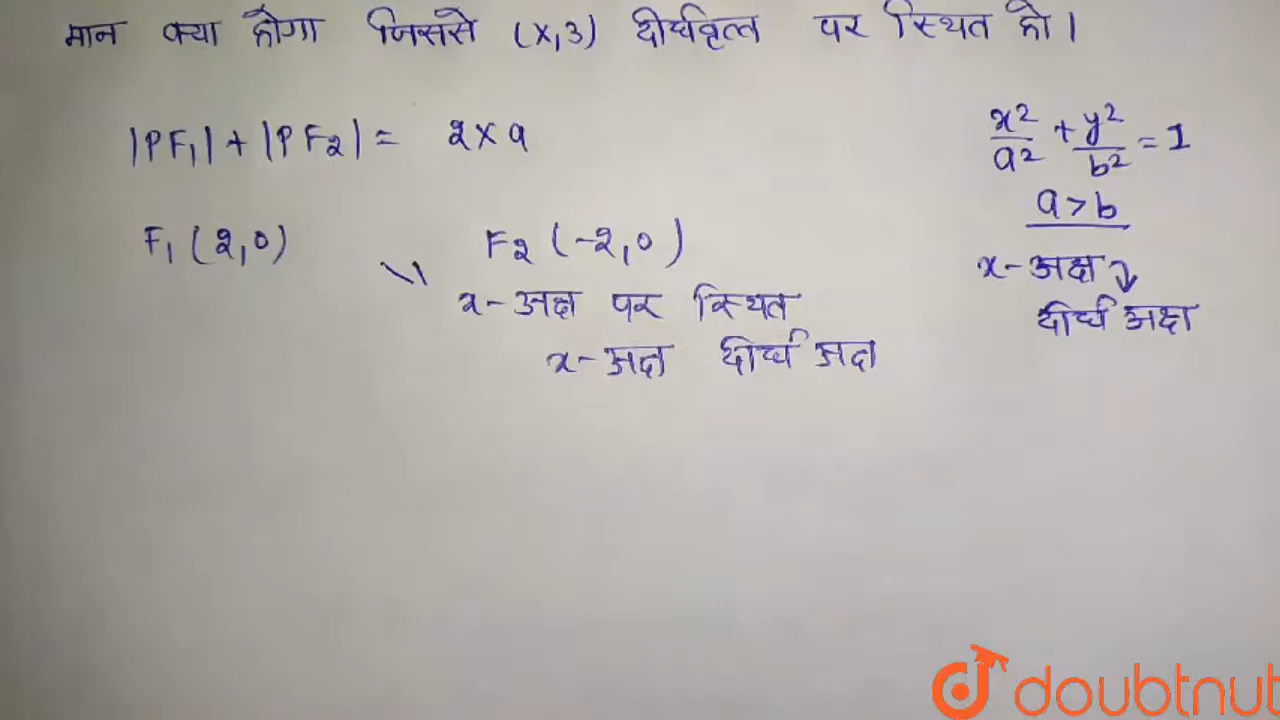 मान क्या होगा जिससे (x,3) दीर्घवृत्त पर स्थित हो।
|PF₁| + |PF₂| = 2 × a
x²/a² + y²/b² = 1
a > b
F₁ (2,0) F₂ (-2,0)
x-अक्ष
x-अक्ष पर स्थित
दीर्घ अक्ष
x-अक्ष दीर्घ अक्ष
doubtnut